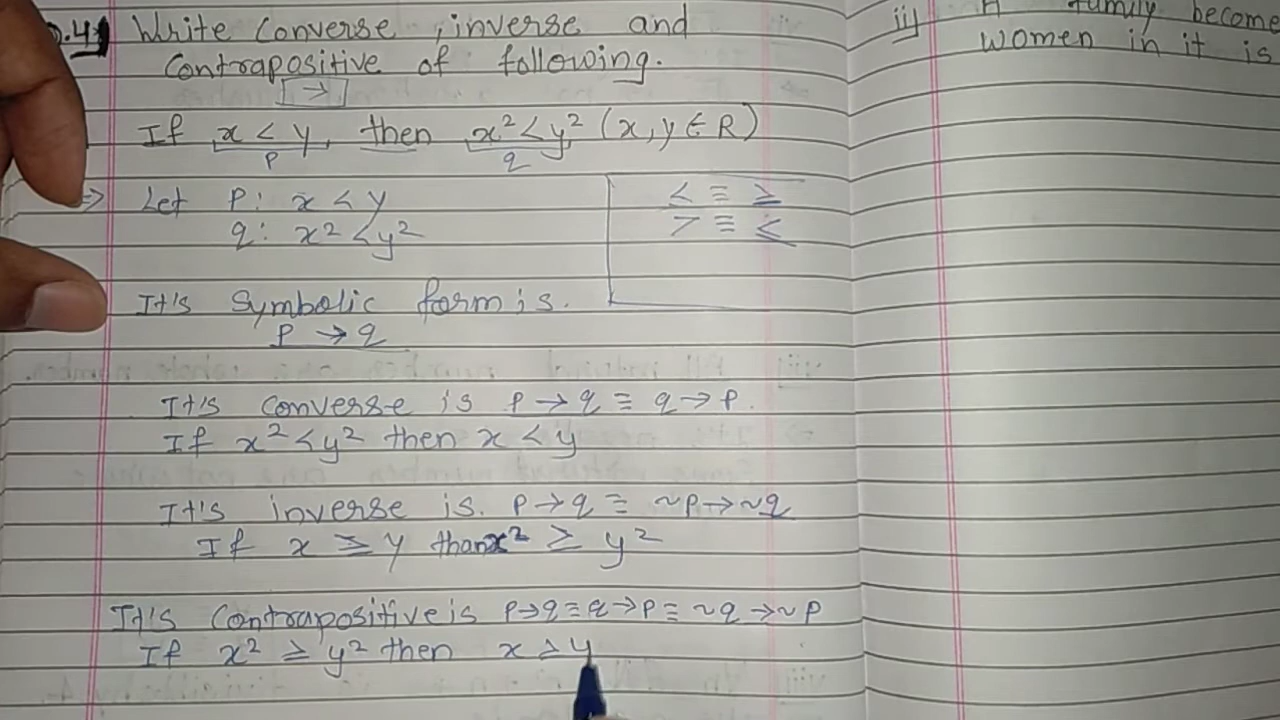 Q.4) Write Converse, inverse and
Contrapositive of following.
→
If x < y, then x² < y² (x, y ∈ R)
p q
⇒ Let P: x < y
q: x² < y²
< ≡ ≥
> ≡ ≤
It's Symbolic form is.
P → q
It's Converse is P → q ≡ q → P.
If x² < y² then x < y
It's inverse is. P → q ≡ ~P → ~q
If x ≥ y than x² ≥ y²
It's Contrapositive is P → q ≡ q → P ≡ ~q → ~P
If x² ≥ y² then x ≥ y
ii) A family become
women in it is